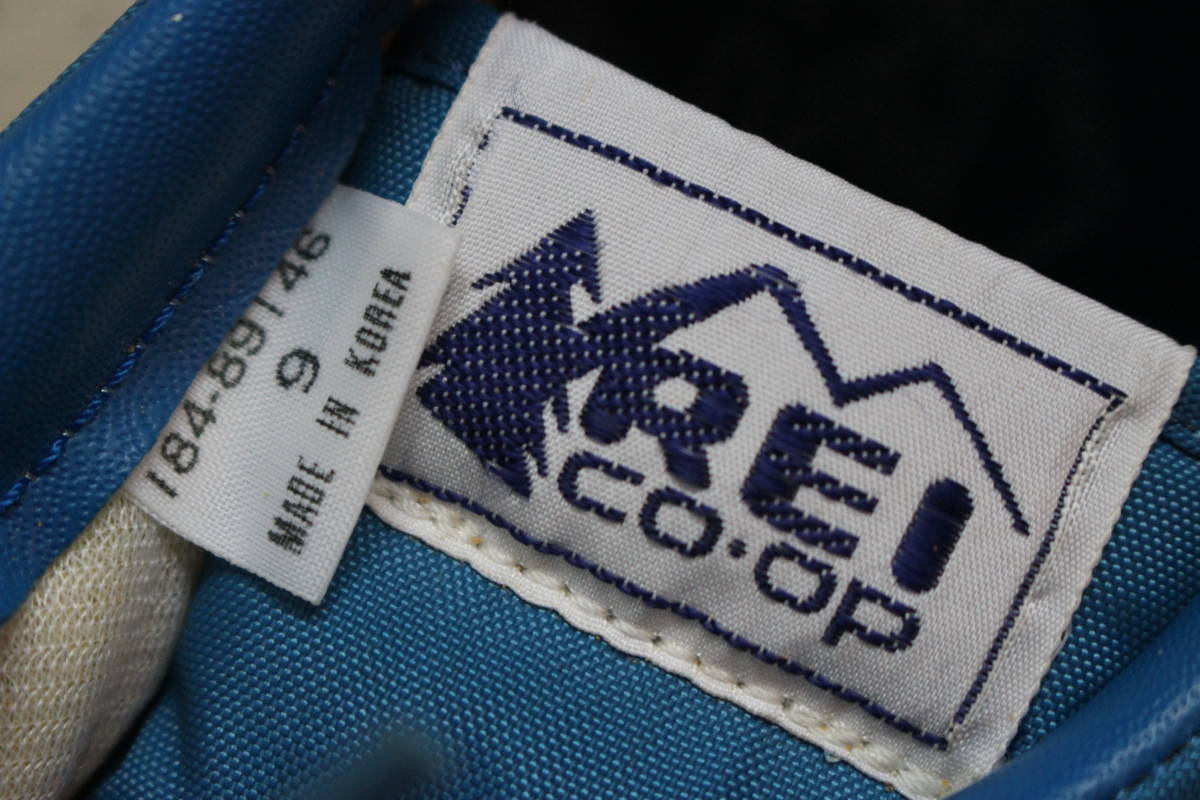 184-89146
9
MADE IN KOREA
REI
CO·OP